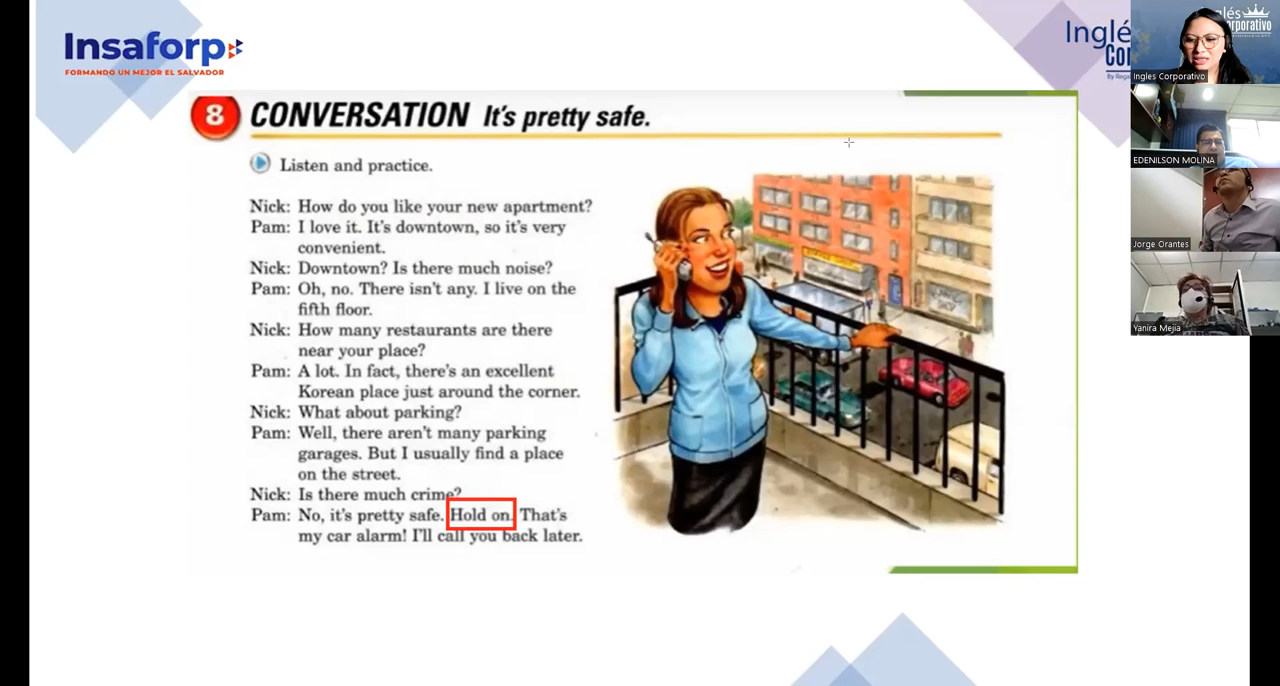 Insaforp
FORMANDO UN MEJOR EL SALVADOR
Inglé
8 CONVERSATION It's pretty safe.
Listen and practice.
Nick: How do you like your new apartment?
Pam: I love it. It's downtown, so it's very
convenient.
Nick: Downtown? Is there much noise?
Pam: Oh, no. There isn't any. I live on the
fifth floor.
Nick: How many restaurants are there
near your place?
Pam: A lot. In fact, there's an excellent
Korean place just around the corner.
Nick: What about parking?
Pam: Well, there aren't many parking
garages. But I usually find a place
on the street.
Nick: Is there much crime?
Pam: No, it's pretty safe. Hold on. That's
my car alarm! I'll call you back later.
Ingles Corporativo
EDENILSON MOLINA
Jorge Orantes
Yanira Mejia